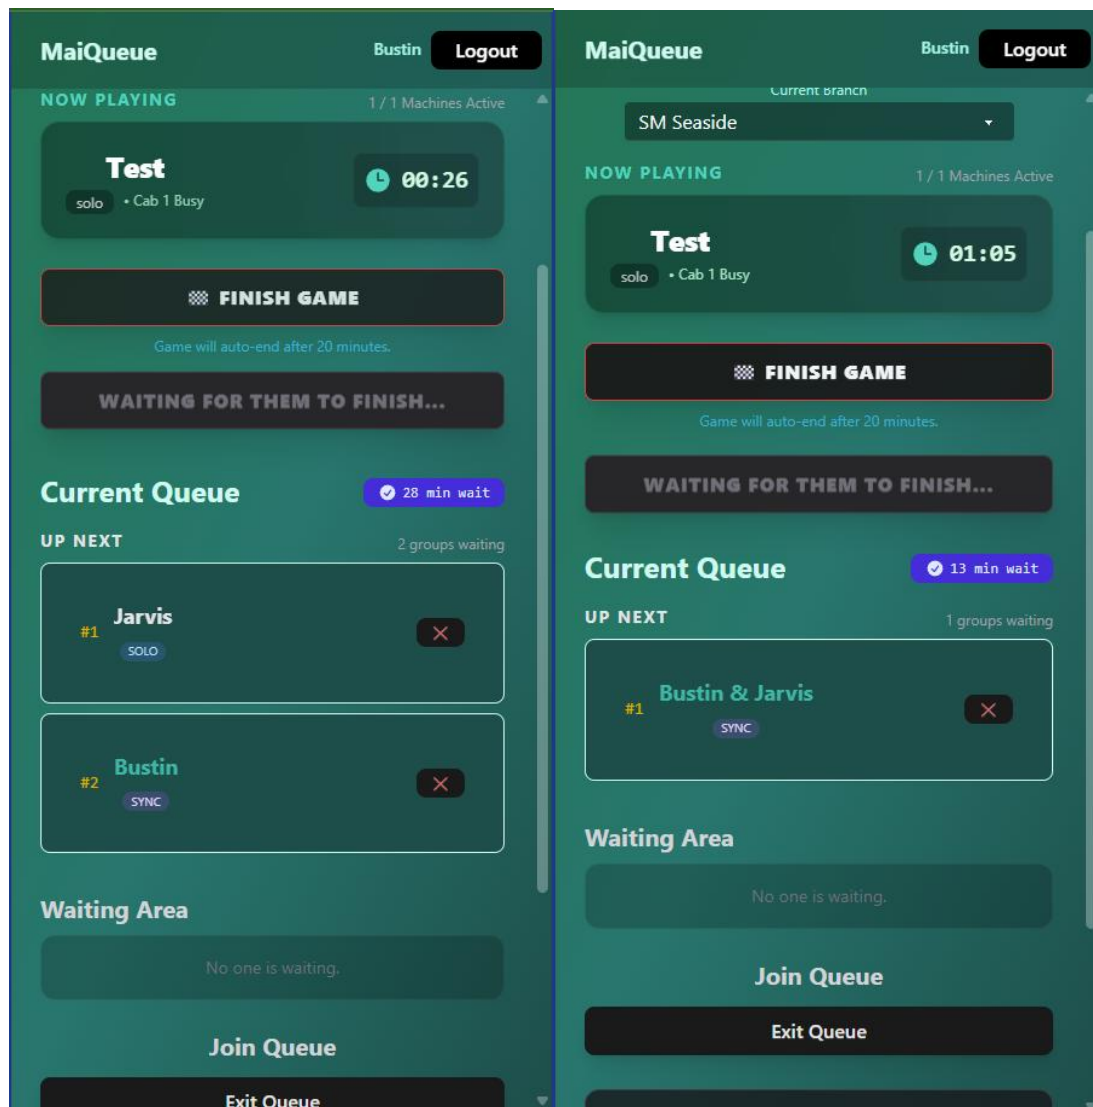 MaiQueue
Bustin Logout
NOW PLAYING
1 / 1 Machines Active
Test
solo • Cab 1 Busy
00:26
FINISH GAME
Game will auto-end after 20 minutes.
WAITING FOR THEM TO FINISH...
Current Queue
28 min wait
UP NEXT
2 groups waiting
#1
Jarvis
SOLO
#2
Bustin
SYNC
Waiting Area
No one is waiting.
Join Queue
Exit Queue
MaiQueue
Bustin Logout
Current Branch
SM Seaside
NOW PLAYING
1 / 1 Machines Active
Test
solo • Cab 1 Busy
01:05
FINISH GAME
Game will auto-end after 20 minutes.
WAITING FOR THEM TO FINISH...
Current Queue
13 min wait
UP NEXT
1 groups waiting
#1
Bustin & Jarvis
SYNC
Waiting Area
No one is waiting.
Join Queue
Exit Queue